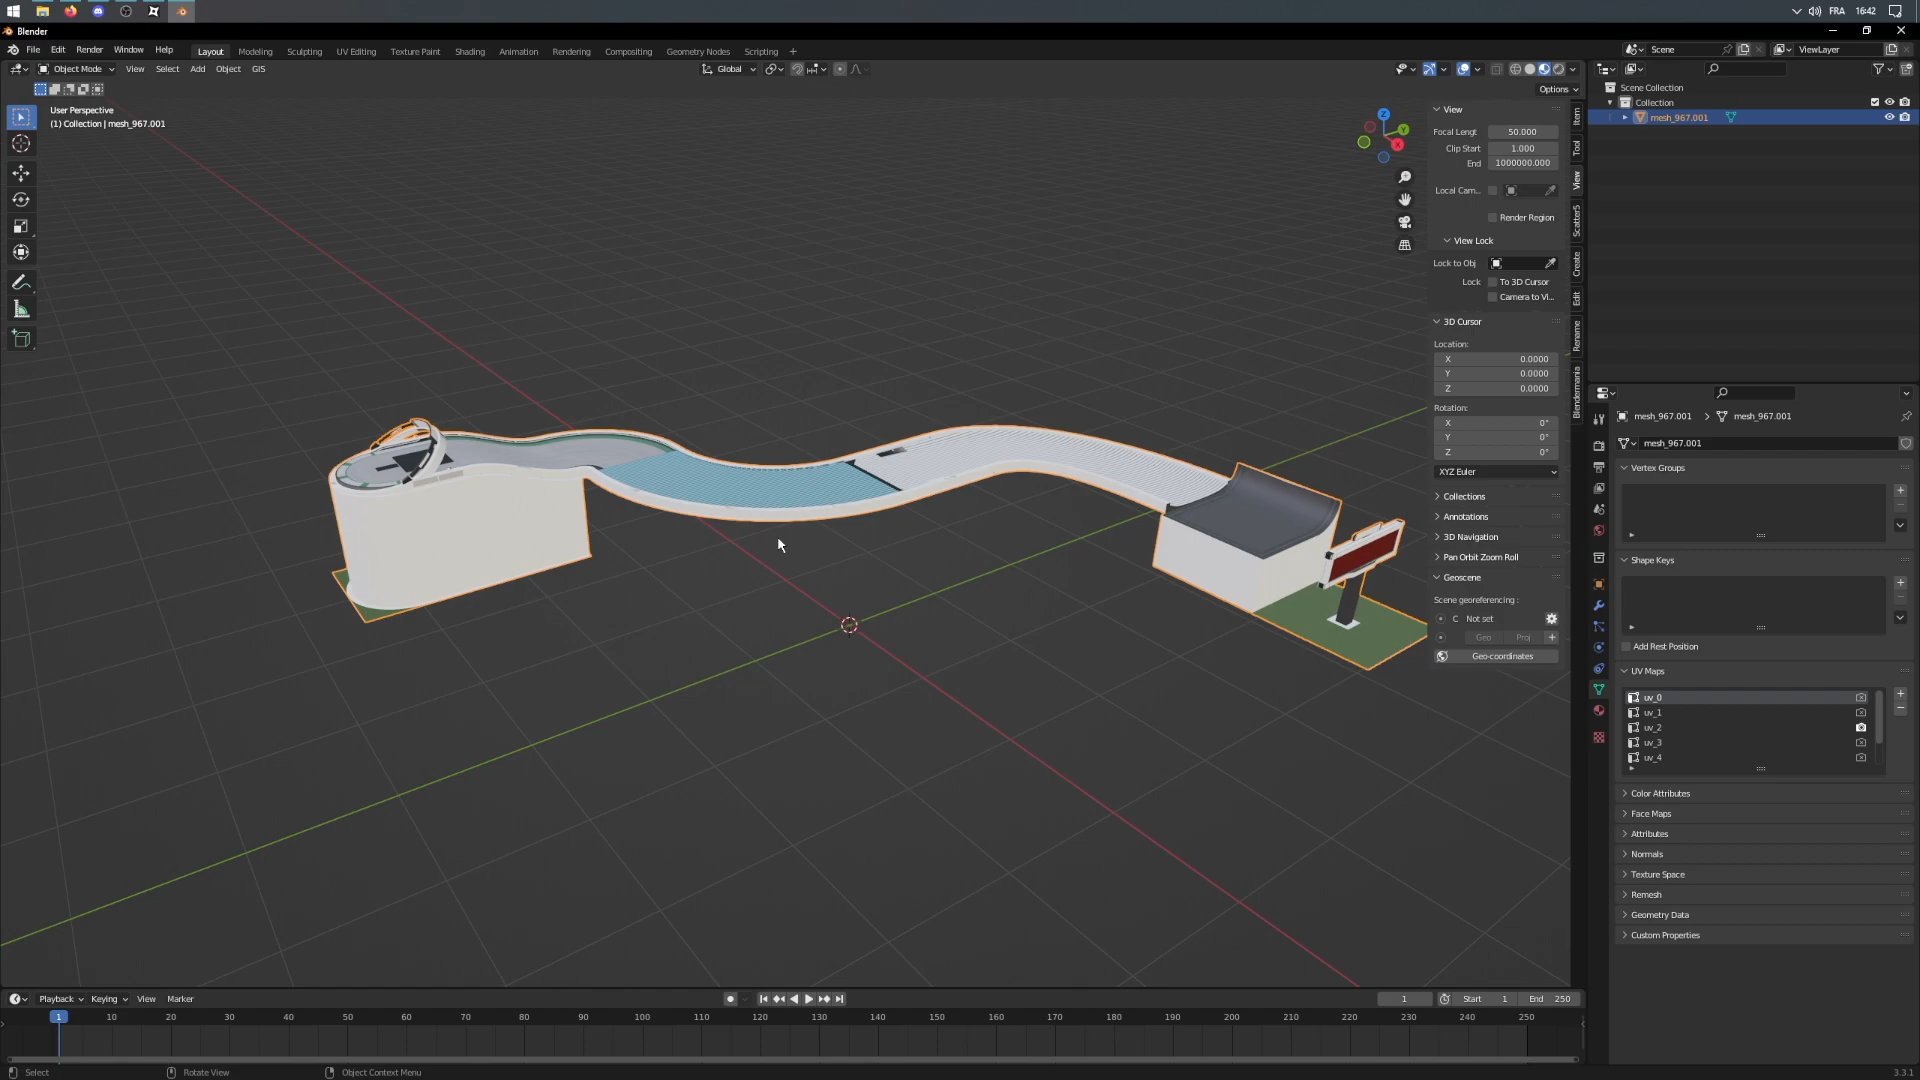 FRA 16:42
Blender
File Edit Render Window Help
Layout Modeling Sculpting UV Editing Texture Paint Shading Animation Rendering Compositing Geometry Nodes Scripting +
Scene
ViewLayer
Object Mode View Select Add Object GIS
Global
Options
User Perspective
(1) Collection | mesh_967.001
Z
Y
X
View
Focal Lengt 50.000
Clip Start 1.000
End 1000000.000
Local Cam...
Render Region
View Lock
Lock to Obj
Lock To 3D Cursor
Camera to Vi...
3D Cursor
Location:
X 0.0000
Y 0.0000
Z 0.0000
Rotation:
X 0°
Y 0°
Z 0°
XYZ Euler
Collections
Annotations
3D Navigation
Pan Orbit Zoom Roll
Geoscene
Scene georeferencing :
C Not set
Geo Proj +
Geo-coordinates
Item
Tool
View
Scatter5
Create
Edit
Rename
Blendermania
Scene Collection
Collection
mesh_967.001
mesh_967.001 > mesh_967.001
mesh_967.001
Vertex Groups
Shape Keys
Add Rest Position
UV Maps
uv_0
uv_1
uv_2
uv_3
uv_4
Color Attributes
Face Maps
Attributes
Normals
Texture Space
Remesh
Geometry Data
Custom Properties
Playback Keying View Marker
1 Start 1 End 250
1 10 20 30 40 50 60 70 80 90 100 110 120 130 140 150 160 170 180 190 200 210 220 230 240 250
Select Rotate View Object Context Menu
3.3.1